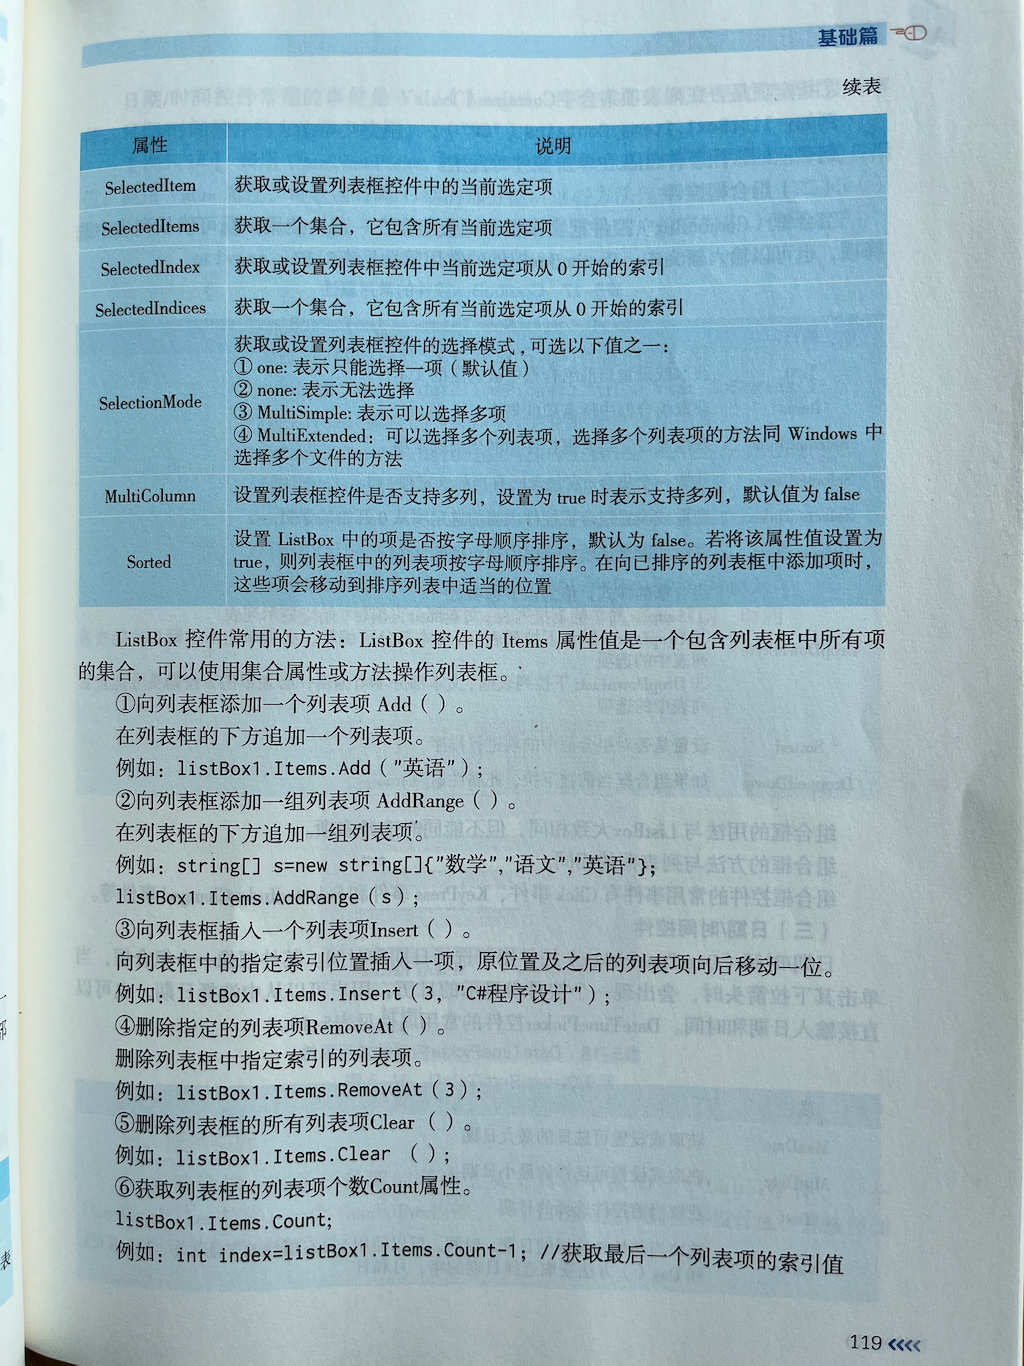 基础篇
续表
属性 说明
SelectedItem 获取或设置列表框控件中的当前选定项
SelectedItems 获取一个集合，它包含所有当前选定项
SelectedIndex 获取或设置列表框控件中当前选定项从 0 开始的索引
SelectedIndices 获取一个集合，它包含所有当前选定项从 0 开始的索引
SelectionMode
获取或设置列表框控件的选择模式,可选以下值之一：
① one: 表示只能选择一项（默认值）
② none: 表示无法选择
③ MultiSimple: 表示可以选择多项
④ MultiExtended：可以选择多个列表项，选择多个列表项的方法同 Windows 中
选择多个文件的方法
MultiColumn 设置列表框控件是否支持多列，设置为 true 时表示支持多列，默认值为 false
Sorted
设置 ListBox 中的项是否按字母顺序排序，默认为 false。若将该属性值设置为
true，则列表框中的列表项按字母顺序排序。在向已排序的列表框中添加项时，
这些项会移动到排序列表中适当的位置
ListBox 控件常用的方法：ListBox 控件的 Items 属性值是一个包含列表框中所有项
的集合，可以使用集合属性或方法操作列表框。
①向列表框添加一个列表项 Add（）。
在列表框的下方追加一个列表项。
例如：listBox1.Items.Add（"英语"）;
②向列表框添加一组列表项 AddRange（）。
在列表框的下方追加一组列表项。
例如：string[] s=new string[]{"数学","语文","英语"};
listBox1.Items.AddRange（s）;
③向列表框插入一个列表项Insert（）。
向列表框中的指定索引位置插入一项，原位置及之后的列表项向后移动一位。
例如：listBox1.Items.Insert（3, "C#程序设计"）;
④删除指定的列表项RemoveAt（）。
删除列表框中指定索引的列表项。
例如：listBox1.Items.RemoveAt（3）;
⑤删除列表框的所有列表项Clear （）。
例如：listBox1.Items.Clear （）;
⑥获取列表框的列表项个数Count属性。
listBox1.Items.Count;
例如：int index=listBox1.Items.Count-1；//获取最后一个列表项的索引值
119